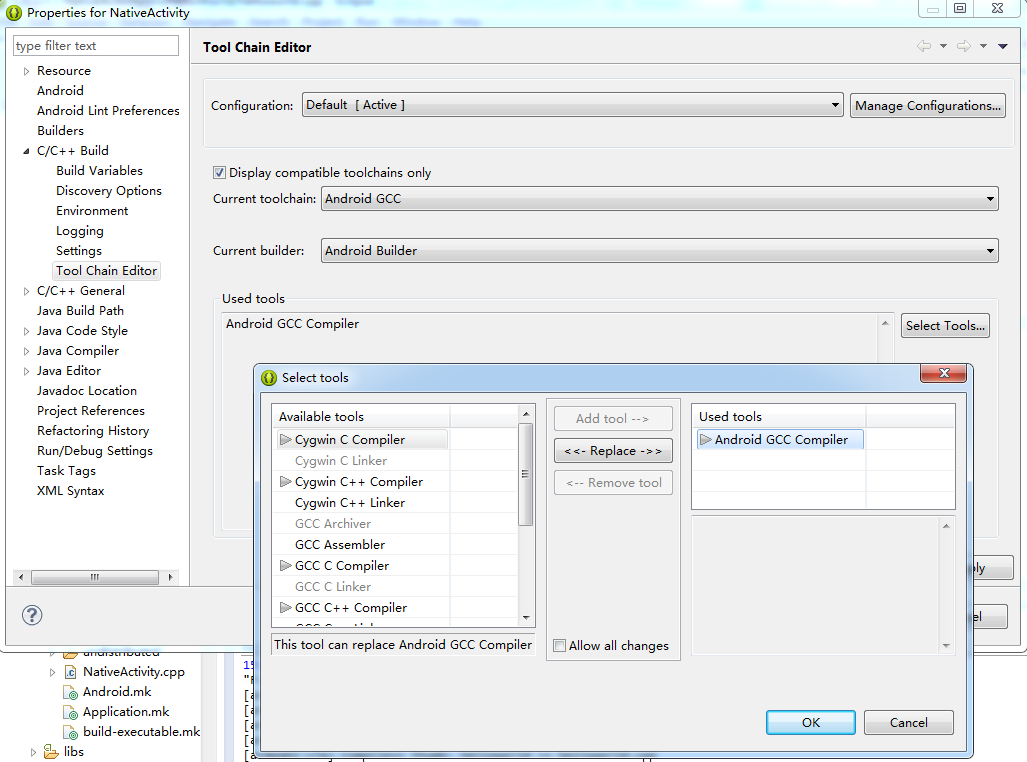 Properties for NativeActivity
type filter text
Resource
Android
Android Lint Preferences
Builders
C/C++ Build
Build Variables
Discovery Options
Environment
Logging
Settings
Tool Chain Editor
C/C++ General
Java Build Path
Java Code Style
Java Compiler
Java Editor
Javadoc Location
Project References
Refactoring History
Run/Debug Settings
Task Tags
XML Syntax
Tool Chain Editor
Configuration: Default [ Active ] Manage Configurations...
Display compatible toolchains only
Current toolchain: Android GCC
Current builder: Android Builder
Used tools
Android GCC Compiler
Select Tools...
Select tools
Available tools
Cygwin C Compiler
Cygwin C Linker
Cygwin C++ Compiler
Cygwin C++ Linker
GCC Archiver
GCC Assembler
GCC C Compiler
GCC C Linker
GCC C++ Compiler
This tool can replace Android GCC Compiler
Add tool -->
<<- Replace ->>
<-- Remove tool
Allow all changes
Used tools
Android GCC Compiler
OK Cancel
NativeActivity.cpp
Android.mk
Application.mk
build-executable.mk
libs